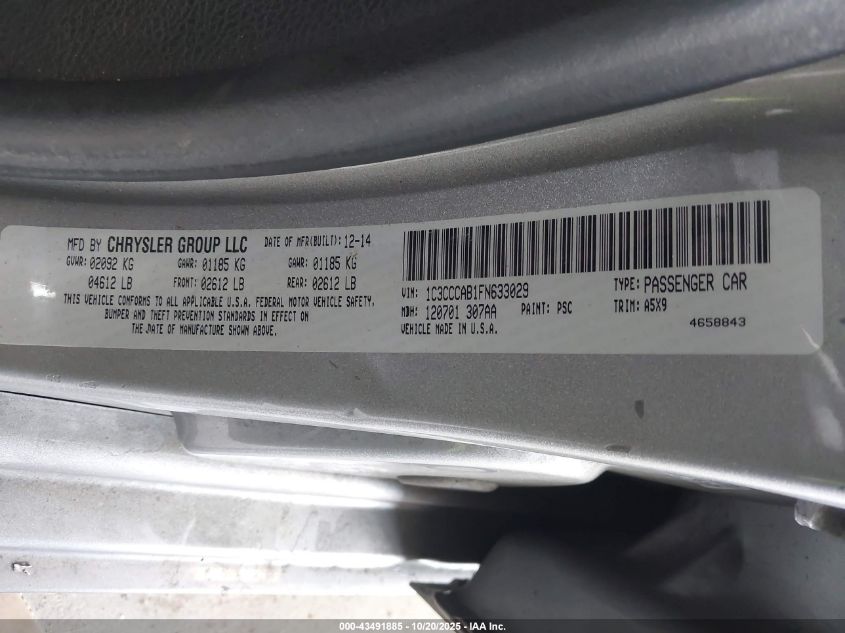 MFD BY CHRYSLER GROUP LLC DATE OF MFR(BUILT): 12-14
GVWR: 02092 KG GAWR: 01185 KG GAWR: 01185 KG
04612 LB FRONT: 02612 LB REAR: 02612 LB
THIS VEHICLE CONFORMS TO ALL APPLICABLE U.S.A. FEDERAL MOTOR VEHICLE SAFETY,
BUMPER AND THEFT PREVENTION STANDARDS IN EFFECT ON
THE DATE OF MANUFACTURE SHOWN ABOVE.
VIN: 1C3CCCAB1FN633029 TYPE: PASSENGER CAR
MDH: 120701 307AA PAINT: PSC TRIM: A5X9
VEHICLE MADE IN U.S.A. 4658843
000-43491885 - 10/20/2025 - IAA Inc.